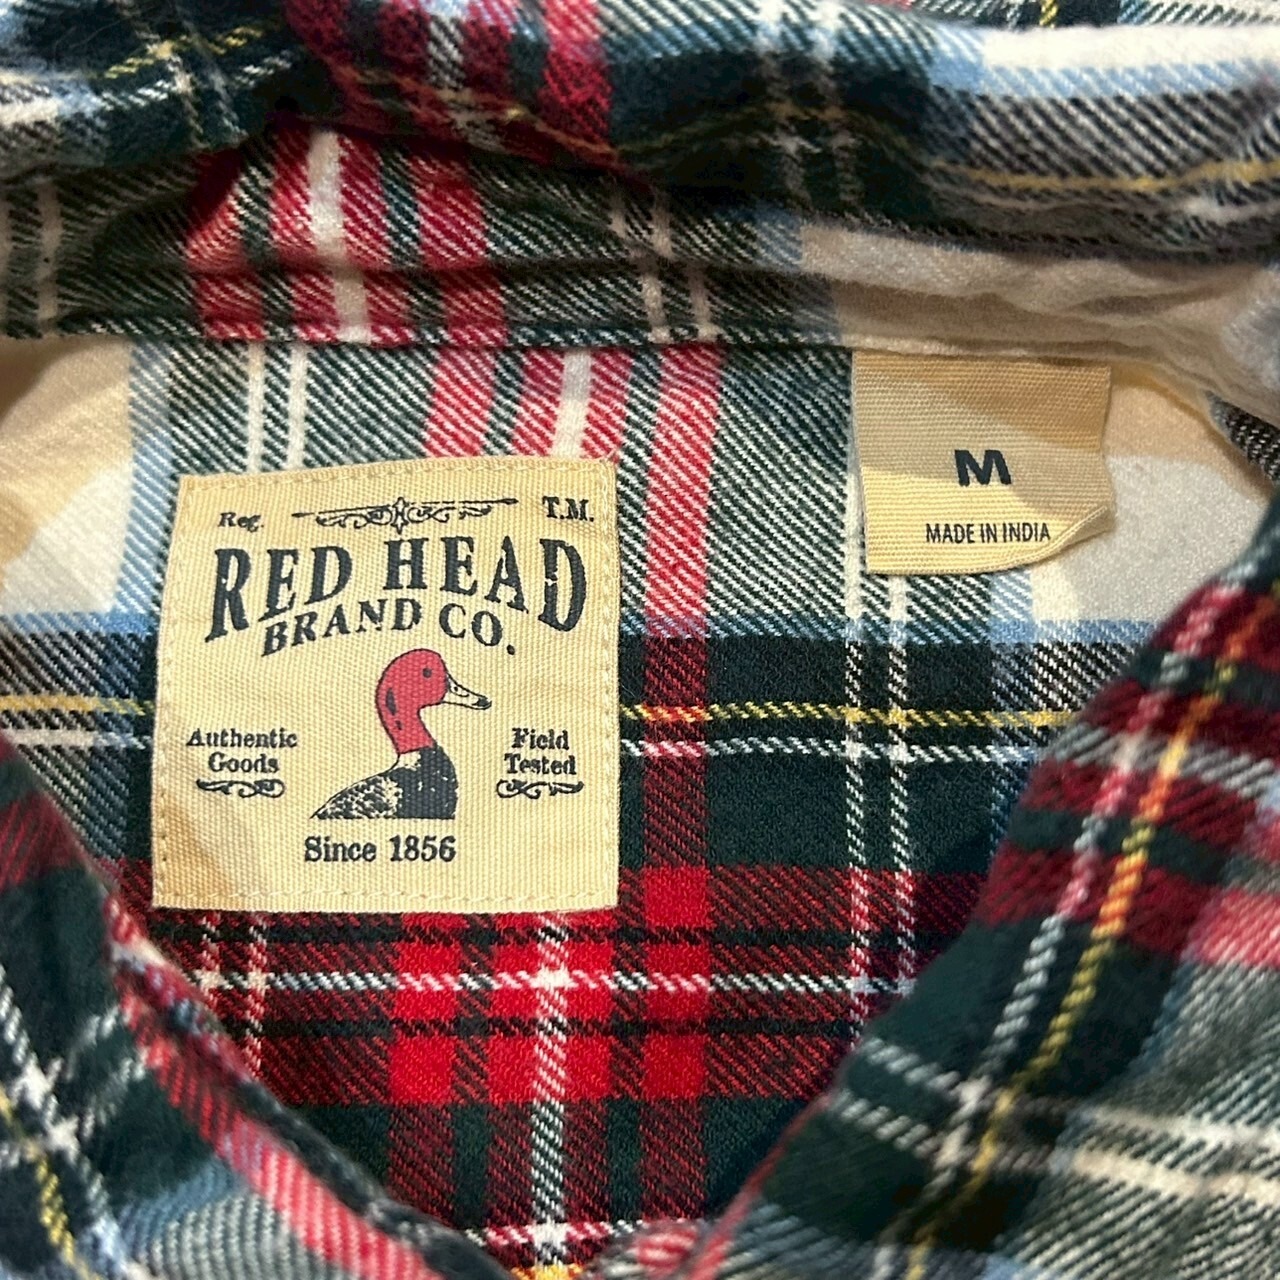 Reg. T.M.
RED HEAD
BRAND CO.
Authentic
Goods
Field
Tested
Since 1856
M
MADE IN INDIA